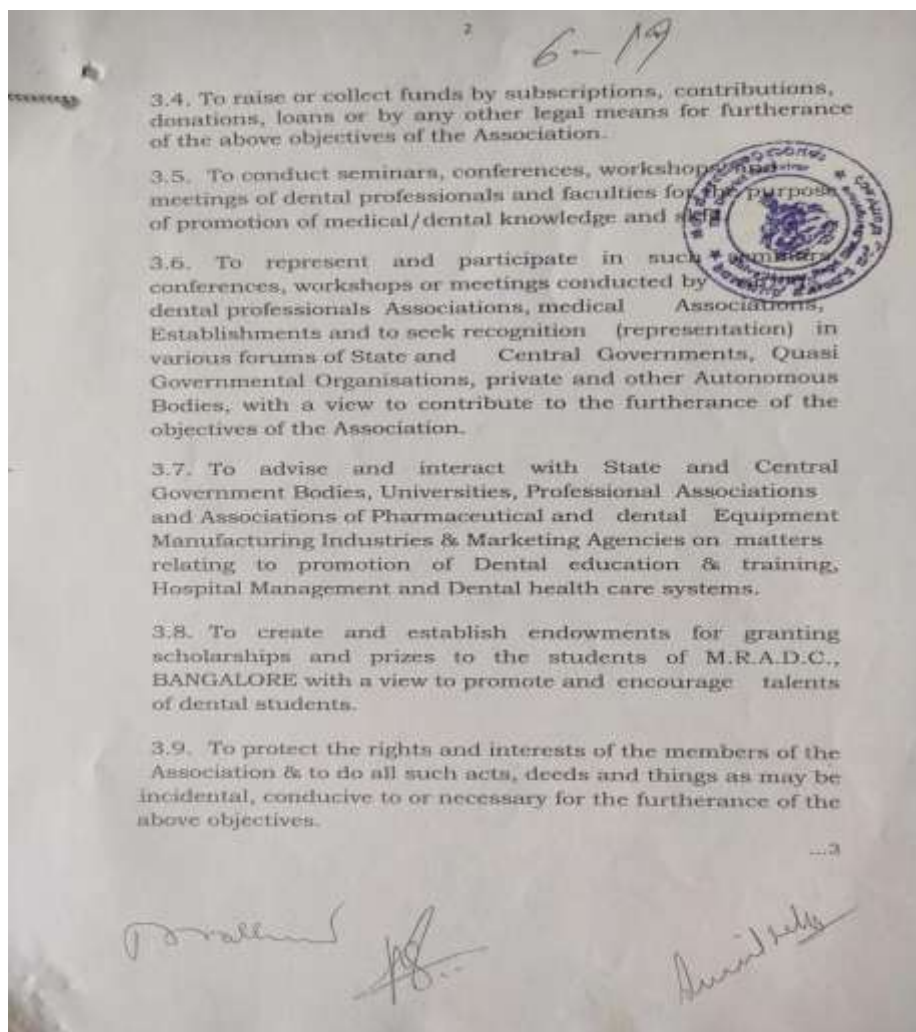 2
6-19
3.4. To raise or collect funds by subscriptions, contributions,
donations, loans or by any other legal means for furtherance
of the above objectives of the Association.
3.5. To conduct seminars, conferences, workshops and
meetings of dental professionals and faculties for the purpose
of promotion of medical/dental knowledge and
3.6. To represent and participate in such seminars,
conferences, workshops or meetings conducted by
dental professionals Associations, medical Associations,
Establishments and to seek recognition (representation) in
various forums of State and Central Governments, Quasi
Governmental Organisations, private and other Autonomous
Bodies, with a view to contribute to the furtherance of the
objectives of the Association.
3.7. To advise and interact with State and Central
Government Bodies, Universities, Professional Associations
and Associations of Pharmaceutical and dental Equipment
Manufacturing Industries & Marketing Agencies on matters
relating to promotion of Dental education & training,
Hospital Management and Dental health care systems.
3.8. To create and establish endowments for granting
scholarships and prizes to the students of M.R.A.D.C.,
BANGALORE with a view to promote and encourage talents
of dental students.
3.9. To protect the rights and interests of the members of the
Association & to do all such acts, deeds and things as may be
incidental, conducive to or necessary for the furtherance of the
above objectives.
...3